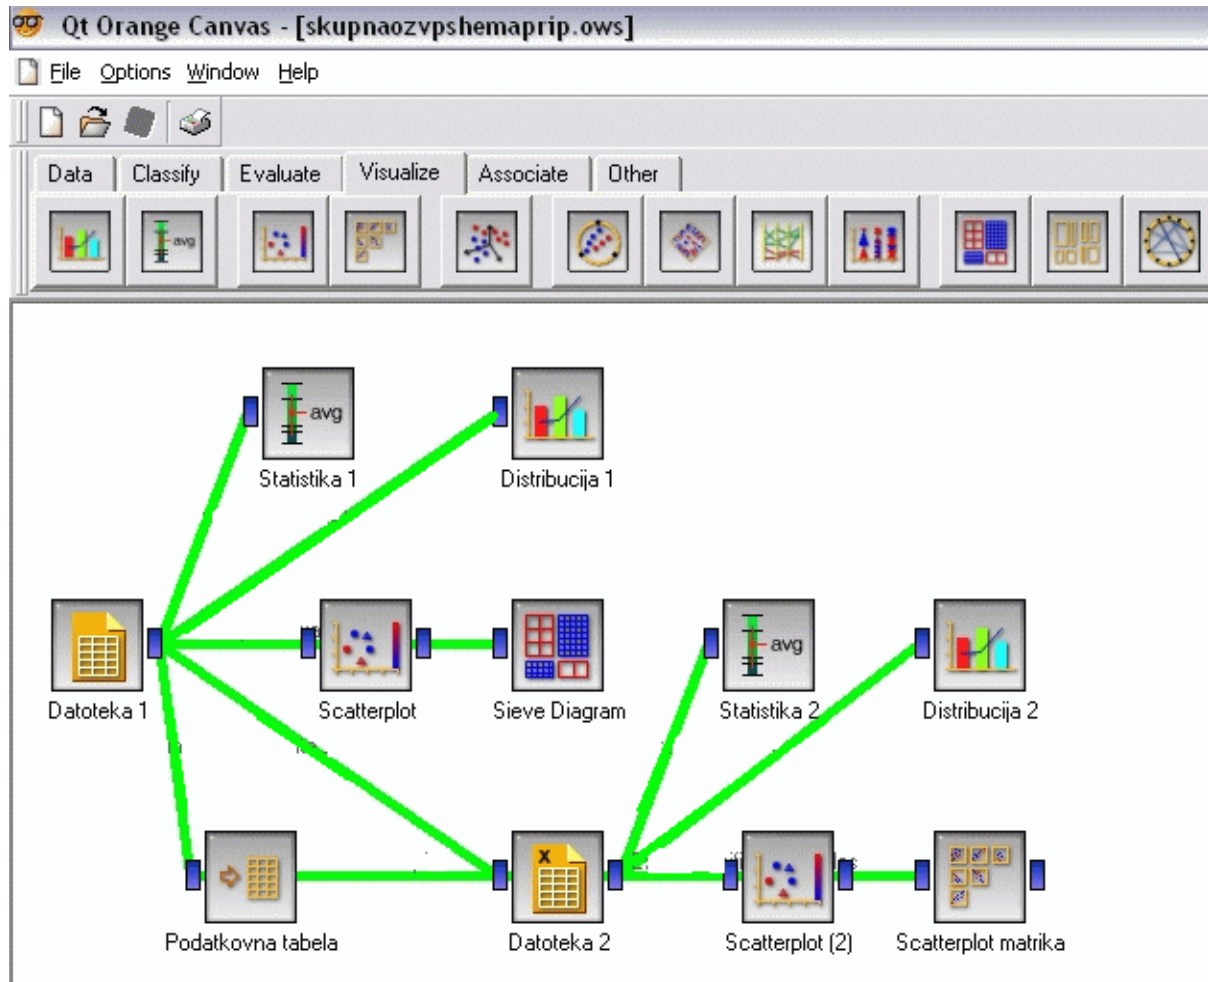 Qt Orange Canvas - [skupnaozvpshemaprip.ows]
File Options Window Help
Data Classify Evaluate Visualize Associate Other
avg
avg
Statistika 1 Distribucija 1
avg
Datoteka 1 Scatterplot Sieve Diagram Statistika 2 Distribucija 2
X
Podatkovna tabela Datoteka 2 Scatterplot (2) Scatterplot matrika